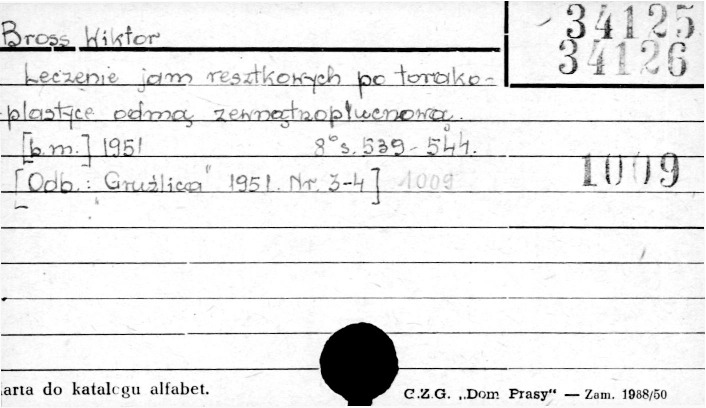 Bross Wiktor
34125
34126
Leczenie jam resztkowych po torako-
plastyce odmą zewnątrzopłucnową.
[b.m.] 1951 8° s. 539-544.
[Odb.: "Gruźlica" 1951. Nr. 3-4] 1009
1009
arta do katalogu alfabet.
C.Z.G. „Dom Prasy“ — Zam. 1988/50